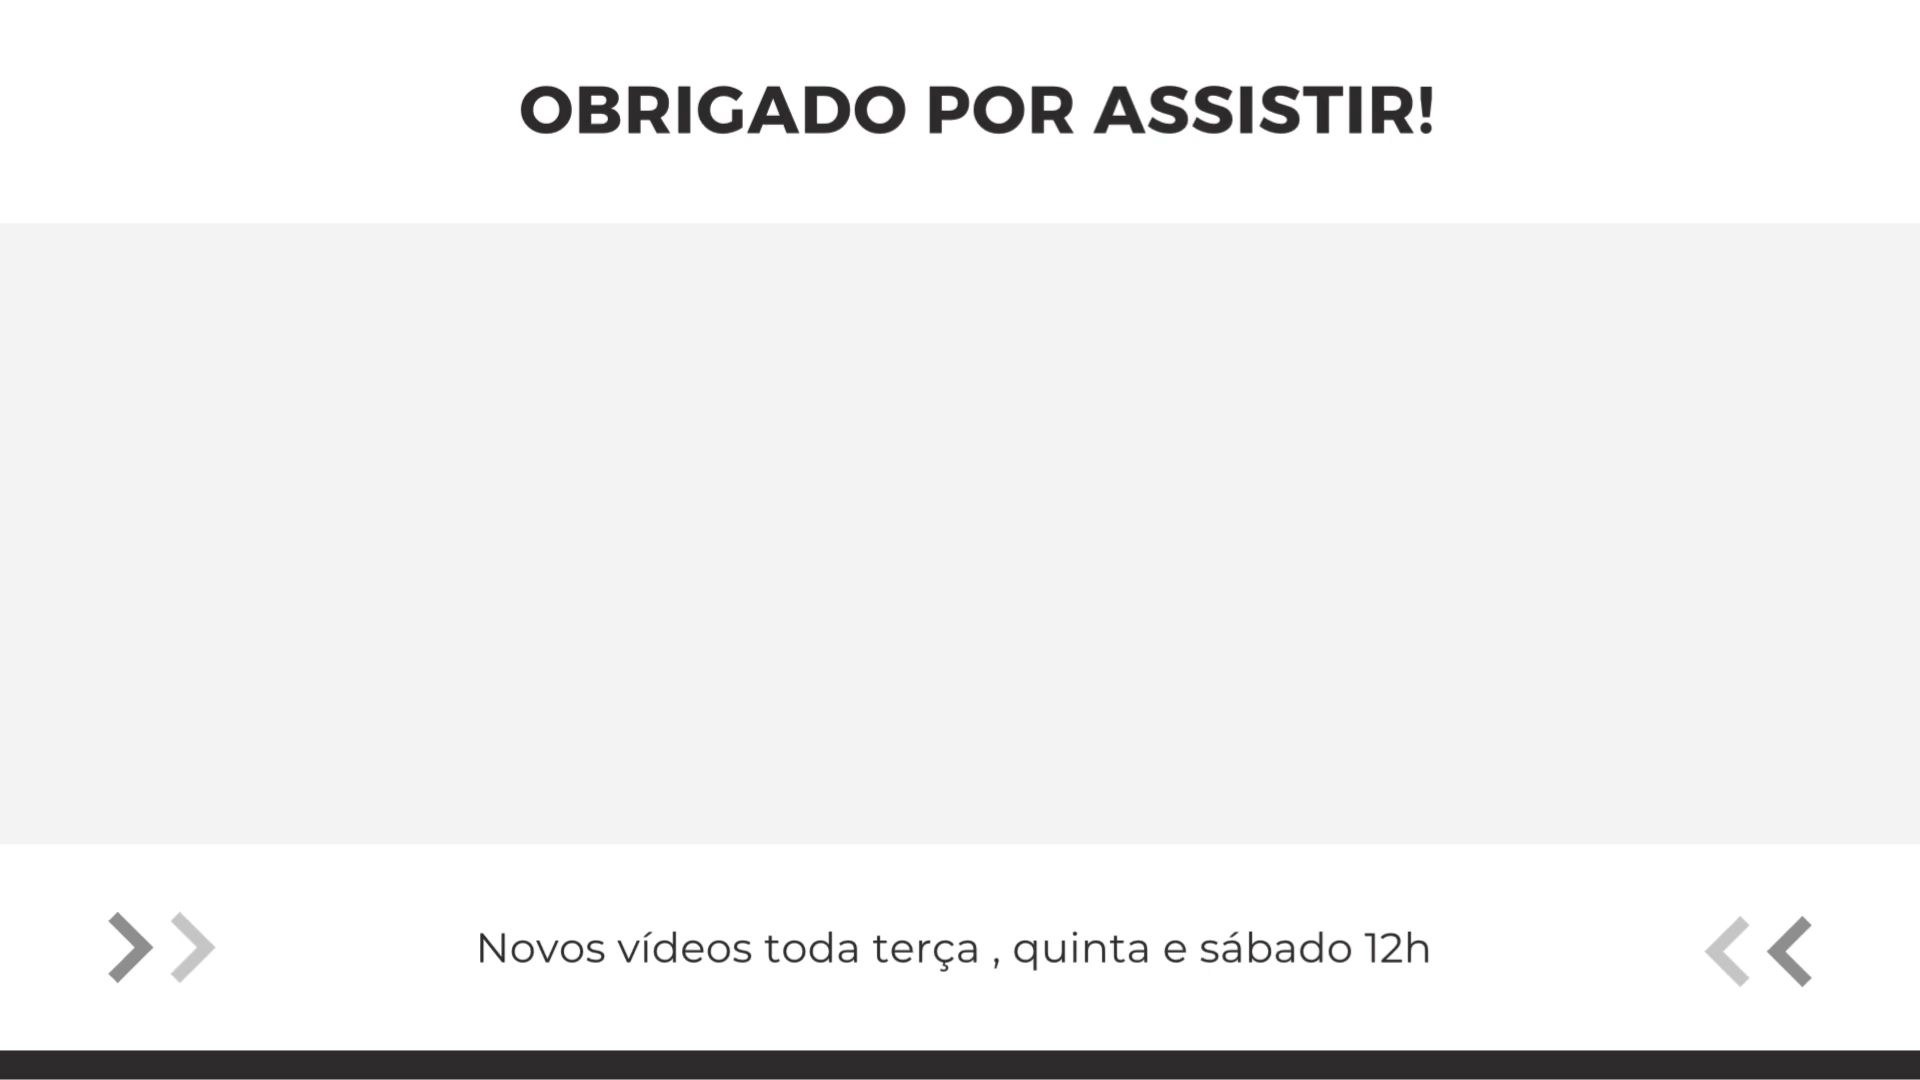 OBRIGADO POR ASSISTIR!
Novos vídeos toda terça , quinta e sábado 12h